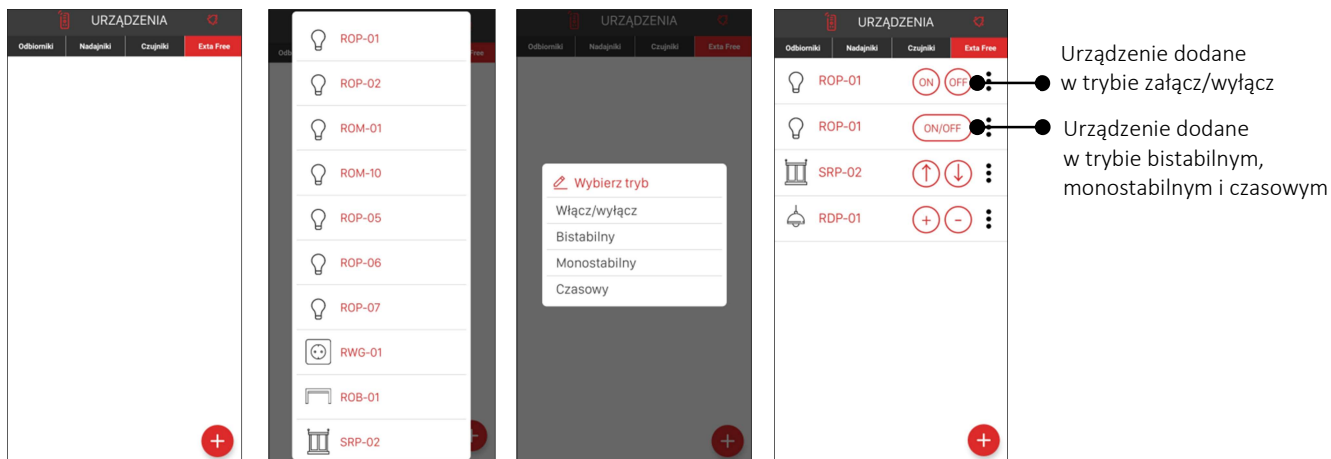 URZĄDZENIA
Odbiorniki Nadajniki Czujniki Exta Free
ROP-01
ROP-02
ROM-01
ROM-10
ROP-05
ROP-06
ROP-07
RWG-01
ROB-01
SRP-02
Free
URZĄDZENIA
Odbiorniki Nadajniki Czujniki Exta Free
Wybierz tryb
Włącz/wyłącz
Bistabilny
Monostabilny
Czasowy
URZĄDZENIA
Odbiorniki Nadajniki Czujniki Exta Free
ROP-01 ON OFF
ROP-01 ON/OFF
SRP-02
RDP-01 + -
Urządzenie dodane
w trybie załącz/wyłącz
Urządzenie dodane
w trybie bistabilnym,
monostabilnym i czasowym